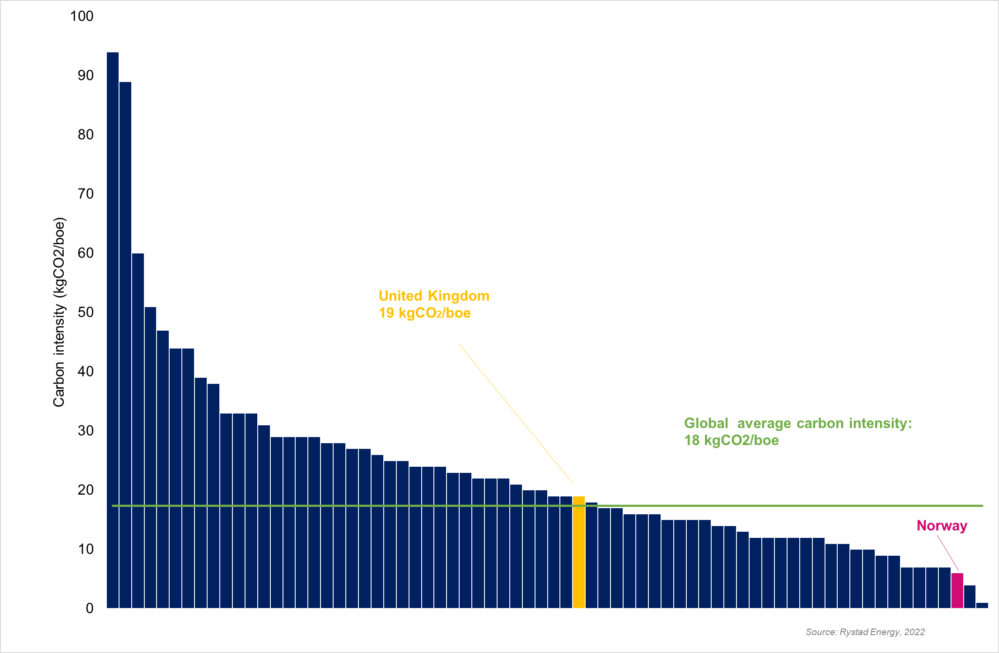 100
90
80
70
60
50
40
30
20
10
0
Carbon intensity (kgCO2/boe)
United Kingdom
19 kgCO2/boe
Global average carbon intensity:
18 kgCO2/boe
Norway
Source: Rystad Energy, 2022